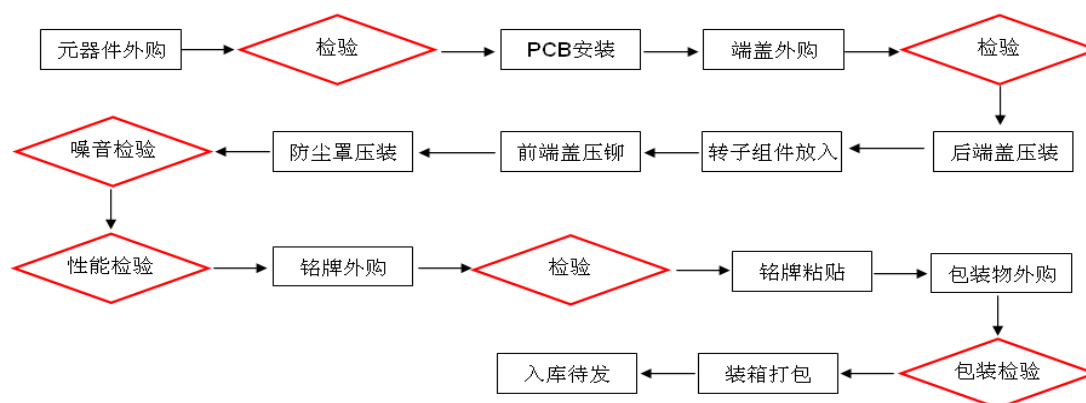 元器件外购
检验
PCB安装
端盖外购
检验
后端盖压装
转子组件放入
前端盖压铆
防尘罩压装
噪音检验
性能检验
铭牌外购
检验
铭牌粘贴
包装物外购
包装检验
装箱打包
入库待发